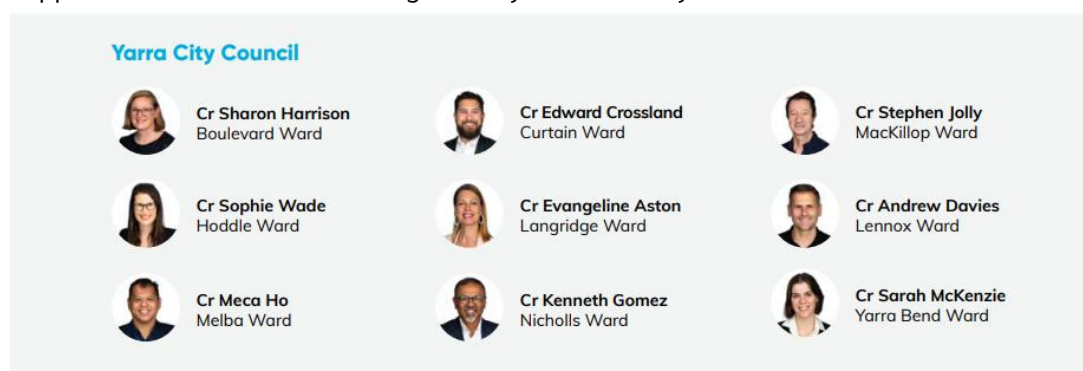 Yarra City Council
Cr Sharon Harrison
Boulevard Ward
Cr Edward Crossland
Curtain Ward
Cr Stephen Jolly
MacKillop Ward
Cr Sophie Wade
Hoddle Ward
Cr Evangeline Aston
Langridge Ward
Cr Andrew Davies
Lennox Ward
Cr Meca Ho
Melba Ward
Cr Kenneth Gomez
Nicholls Ward
Cr Sarah McKenzie
Yarra Bend Ward